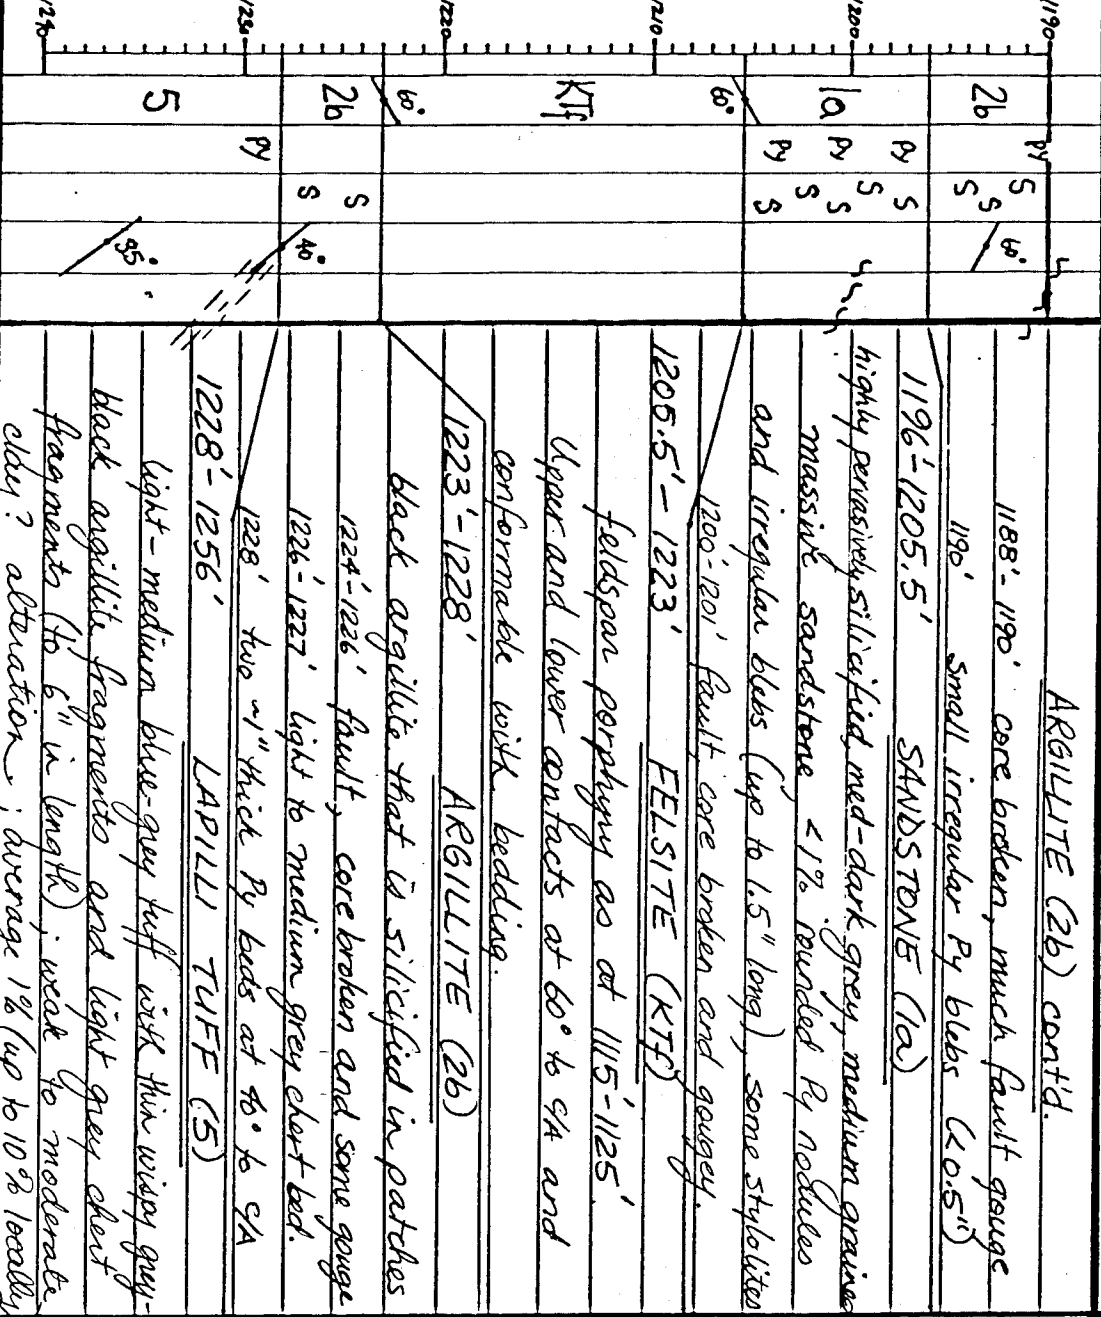 ARGILLITE (2b) cont'd.
1188'-1190' core broken, much fault gouge
1190' small irregular Py blebs (<0.5")
1196'-1205.5' SANDSTONE (1a)
highly pervasively silicified, med-dark grey, medium grained
massive sandstone <1% rounded Py nodules
and irregular blebs (up to 1.5" long), some stylolites
1200'-1201' fault, core broken and gougey.
1205.5'-1223' FELSITE (KTf)
feldspar porphyry as at 1115'-1125'.
Upper and lower contacts at 60° to C/A and
conformable with bedding.
1223'-1228' ARGILLITE (2b)
black argillite that is silicified in patches
1224'-1226' fault, core broken and some gouge
1226'-1227' light to medium grey chert bed.
1228' two ~1" thick Py beds at 40° to C/A
1228'-1256' LAPILLI TUFF (5)
light-medium blue-grey tuff with thin wispy grey-
black argillite fragments and light grey chert
fragments (to 6" in length); weak to moderate
clay? alteration; average 1% (up to 10% locally
1190
1200
1210
1220
1230
1240
2b
1a
60°
KTf
60°
2b
5
Py
Py
Py
Py
Py
S
S
S
S
S
S
S
S
S
S
60°
40°
35°